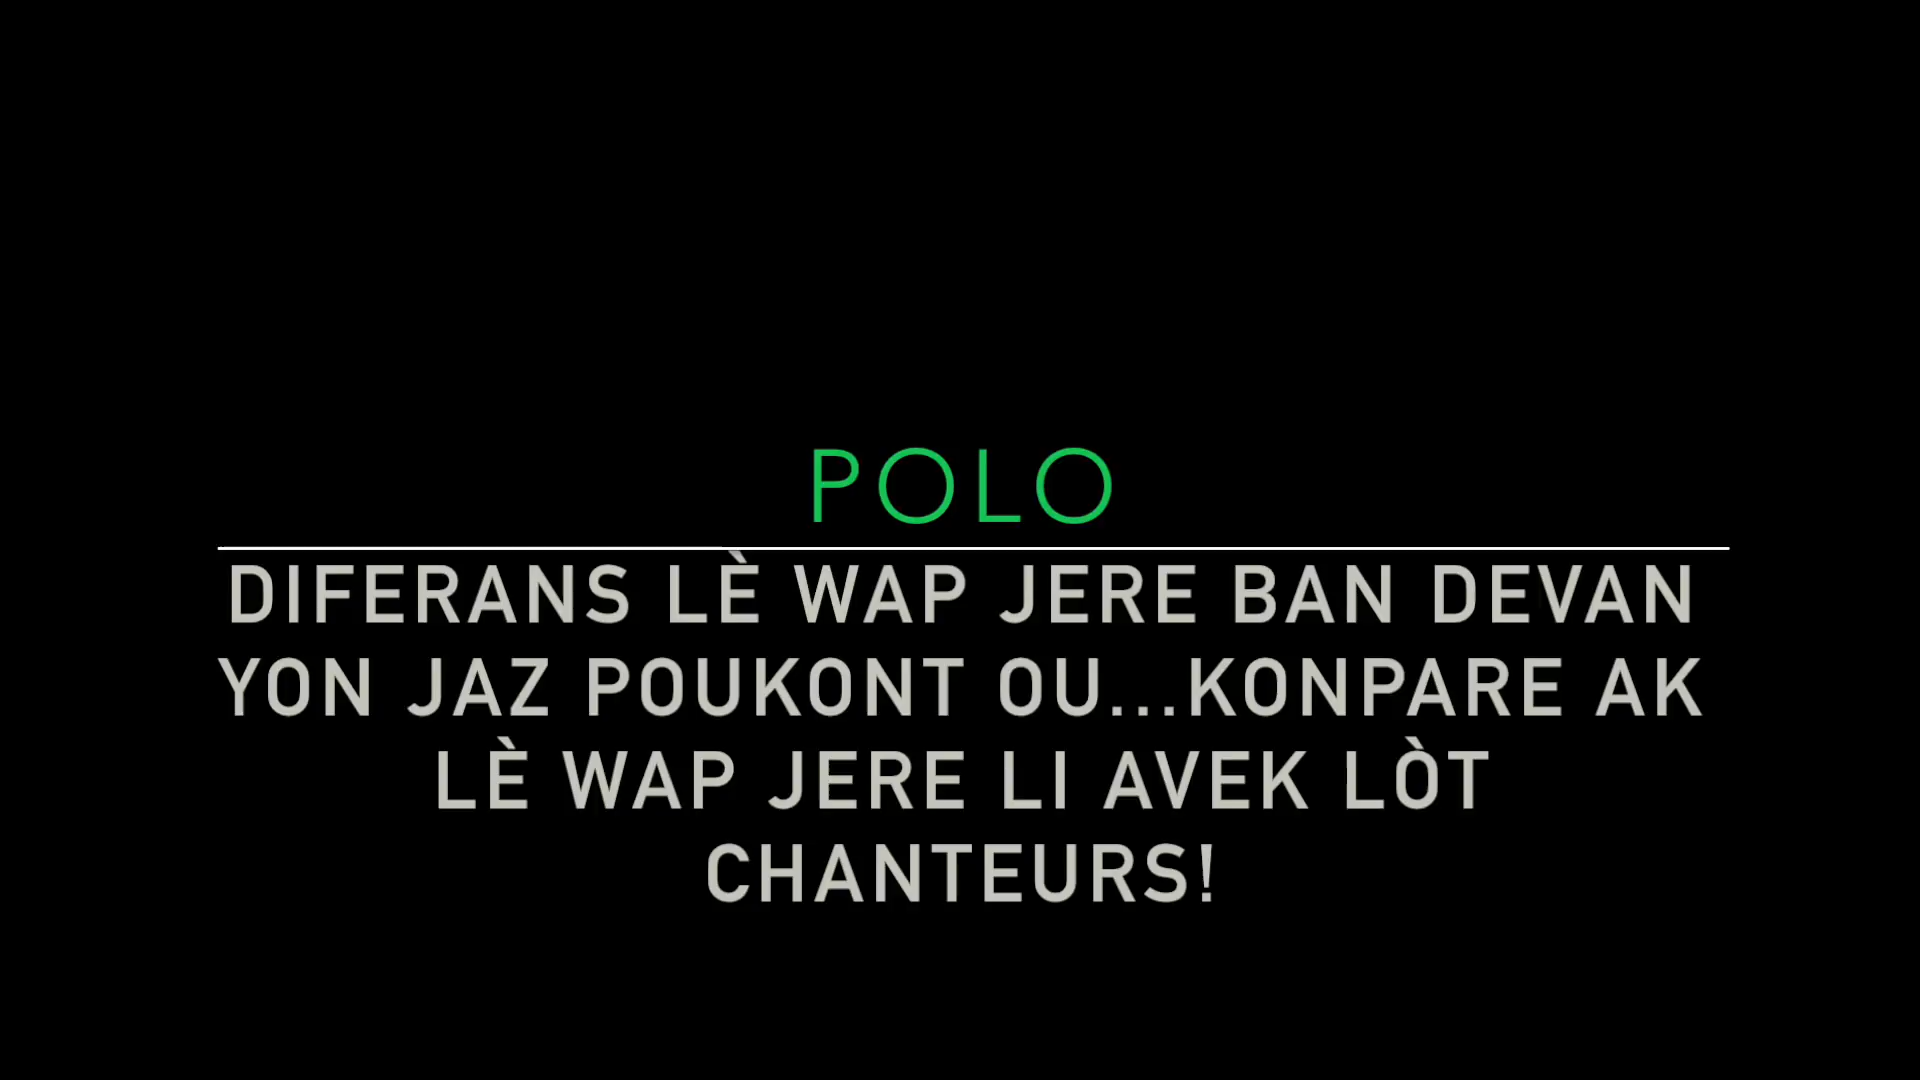 POLO
DIFERANS LÈ WAP JERE BAN DEVAN
YON JAZ POUKONT OU...KONPARE AK
LÈ WAP JERE LI AVEK LÒT
CHANTEURS!